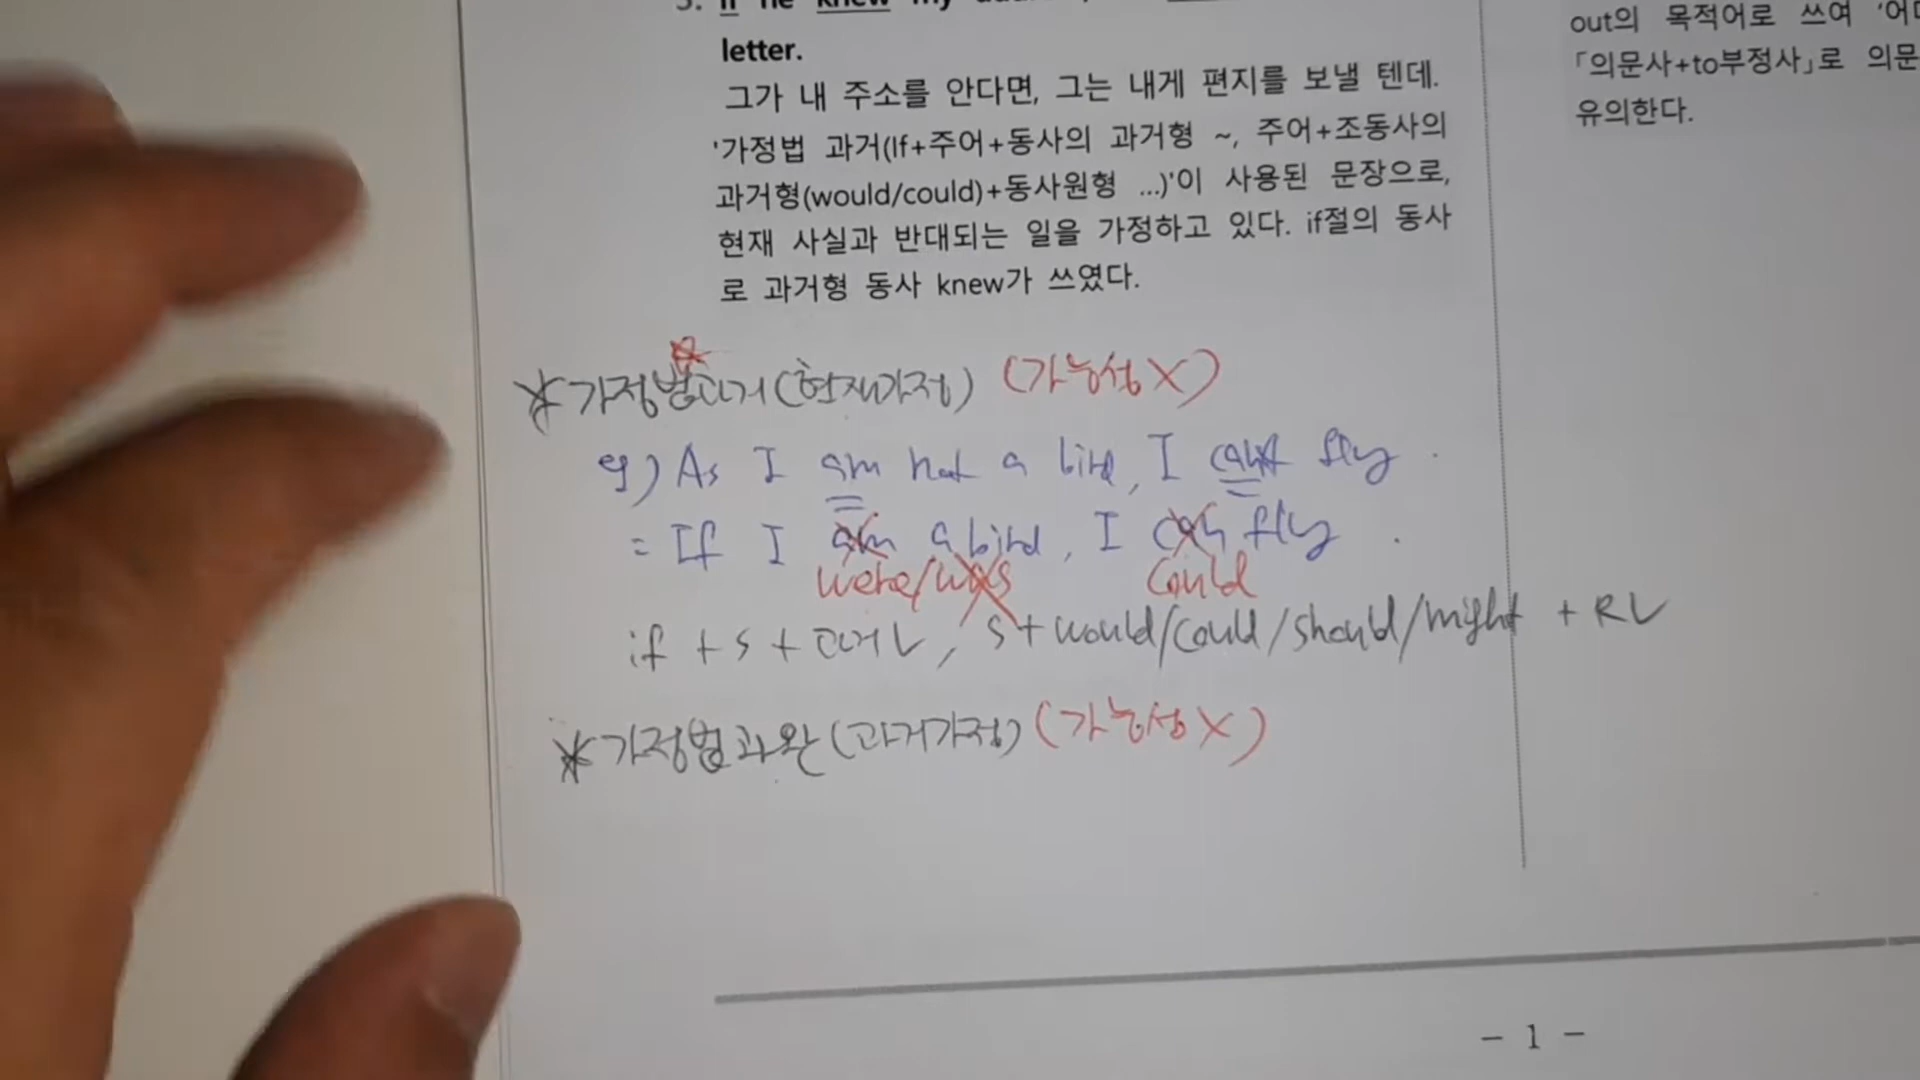 letter.
그가 내 주소를 안다면, 그는 내게 편지를 보낼 텐데.
'가정법 과거(If+주어+동사의 과거형 ~, 주어+조동사의
과거형(would/could)+동사원형 ...)'이 사용된 문장으로,
현재 사실과 반대되는 일을 가정하고 있다. if절의 동사
로 과거형 동사 knew가 쓰였다.
out의 목적어로 쓰여
「의문사+to부정사」로 의문
유의한다.
*가정법과거(현재가정) (가능성X)
eg) As I am not a bird, I can't fly.
= If I am a bird, I can fly.
were/was could
if + s + 과거V, s + would/could/should/might + RV
*가정법과완(과거가정) (가능성X)
- 1 -